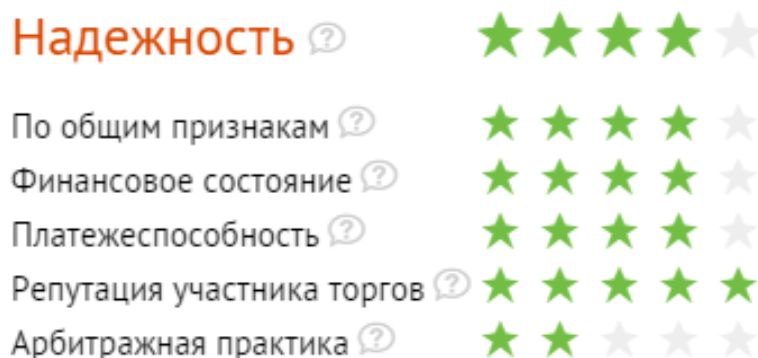 Надежность ?
По общим признакам ?
Финансовое состояние ?
Платежеспособность ?
Репутация участника торгов ?
Арбитражная практика ?